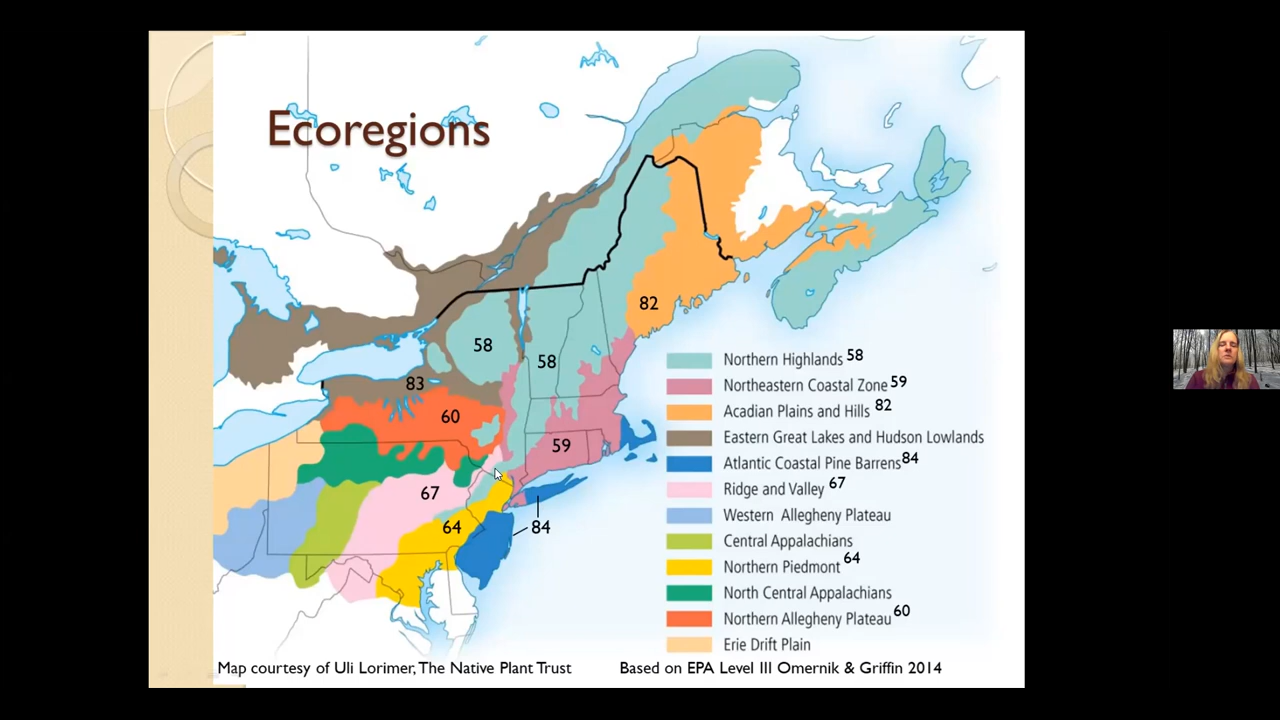 Ecoregions
82
58
58
83
60
59
67
64
84
Northern Highlands 58
Northeastern Coastal Zone 59
Acadian Plains and Hills 82
Eastern Great Lakes and Hudson Lowlands
Atlantic Coastal Pine Barrens 84
Ridge and Valley 67
Western Allegheny Plateau
Central Appalachians
Northern Piedmont 64
North Central Appalachians
Northern Allegheny Plateau 60
Erie Drift Plain
Map courtesy of Uli Lorimer, The Native Plant Trust
Based on EPA Level III Omernik & Griffin 2014